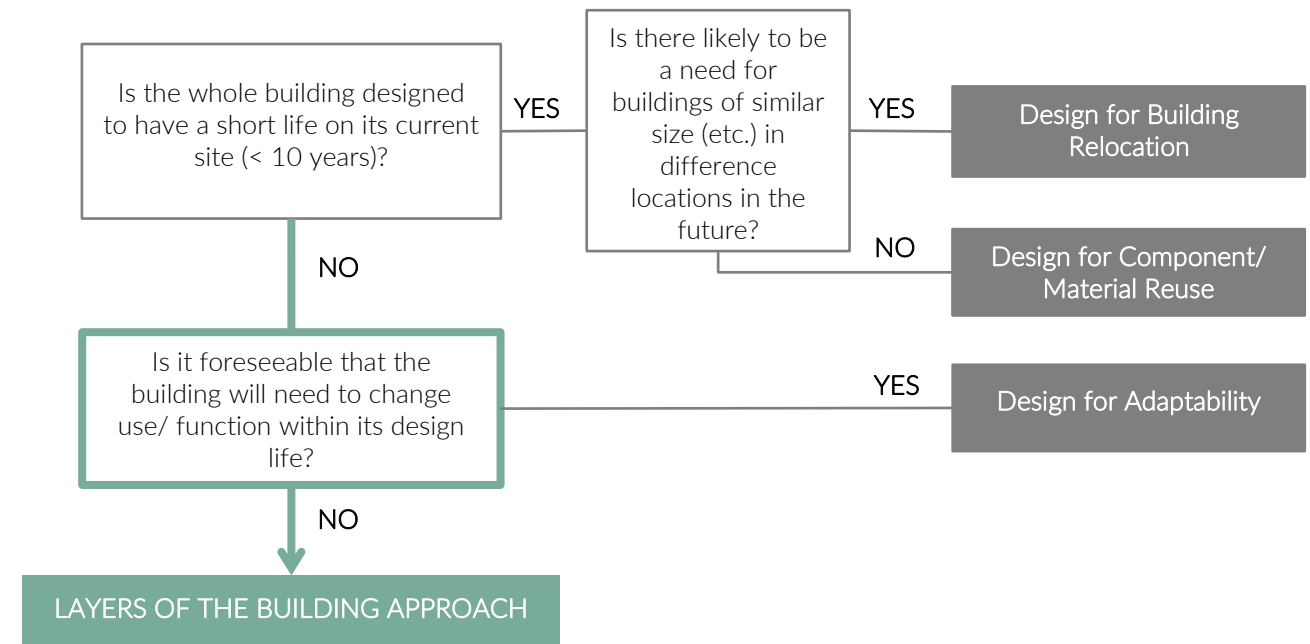 Is the whole building designed
to have a short life on its current
site (< 10 years)?
YES
Is there likely to be
a need for
buildings of similar
size (etc.) in
difference
locations in the
future?
YES
Design for Building
Relocation
NO
Design for Component/
Material Reuse
NO
Is it foreseeable that the
building will need to change
use/ function within its design
life?
YES
Design for Adaptability
NO
LAYERS OF THE BUILDING APPROACH